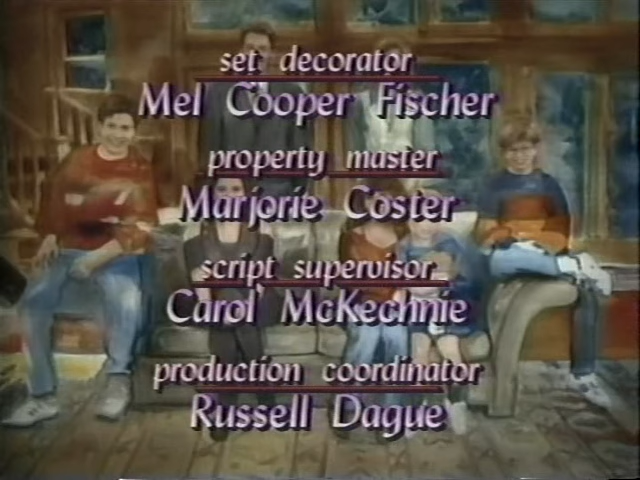 set decorator
Mel Cooper Fischer
property master
Marjorie Coster
script supervisor
Carol McKechnie
production coordinator
Russell Dague